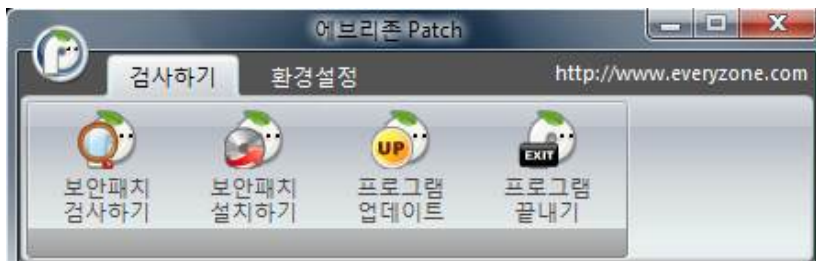 에브리존 Patch
검사하기 환경설정 http://www.everyzone.com
UP EXIT
보안패치 보안패치 프로그램 프로그램
검사하기 설치하기 업데이트 끝내기